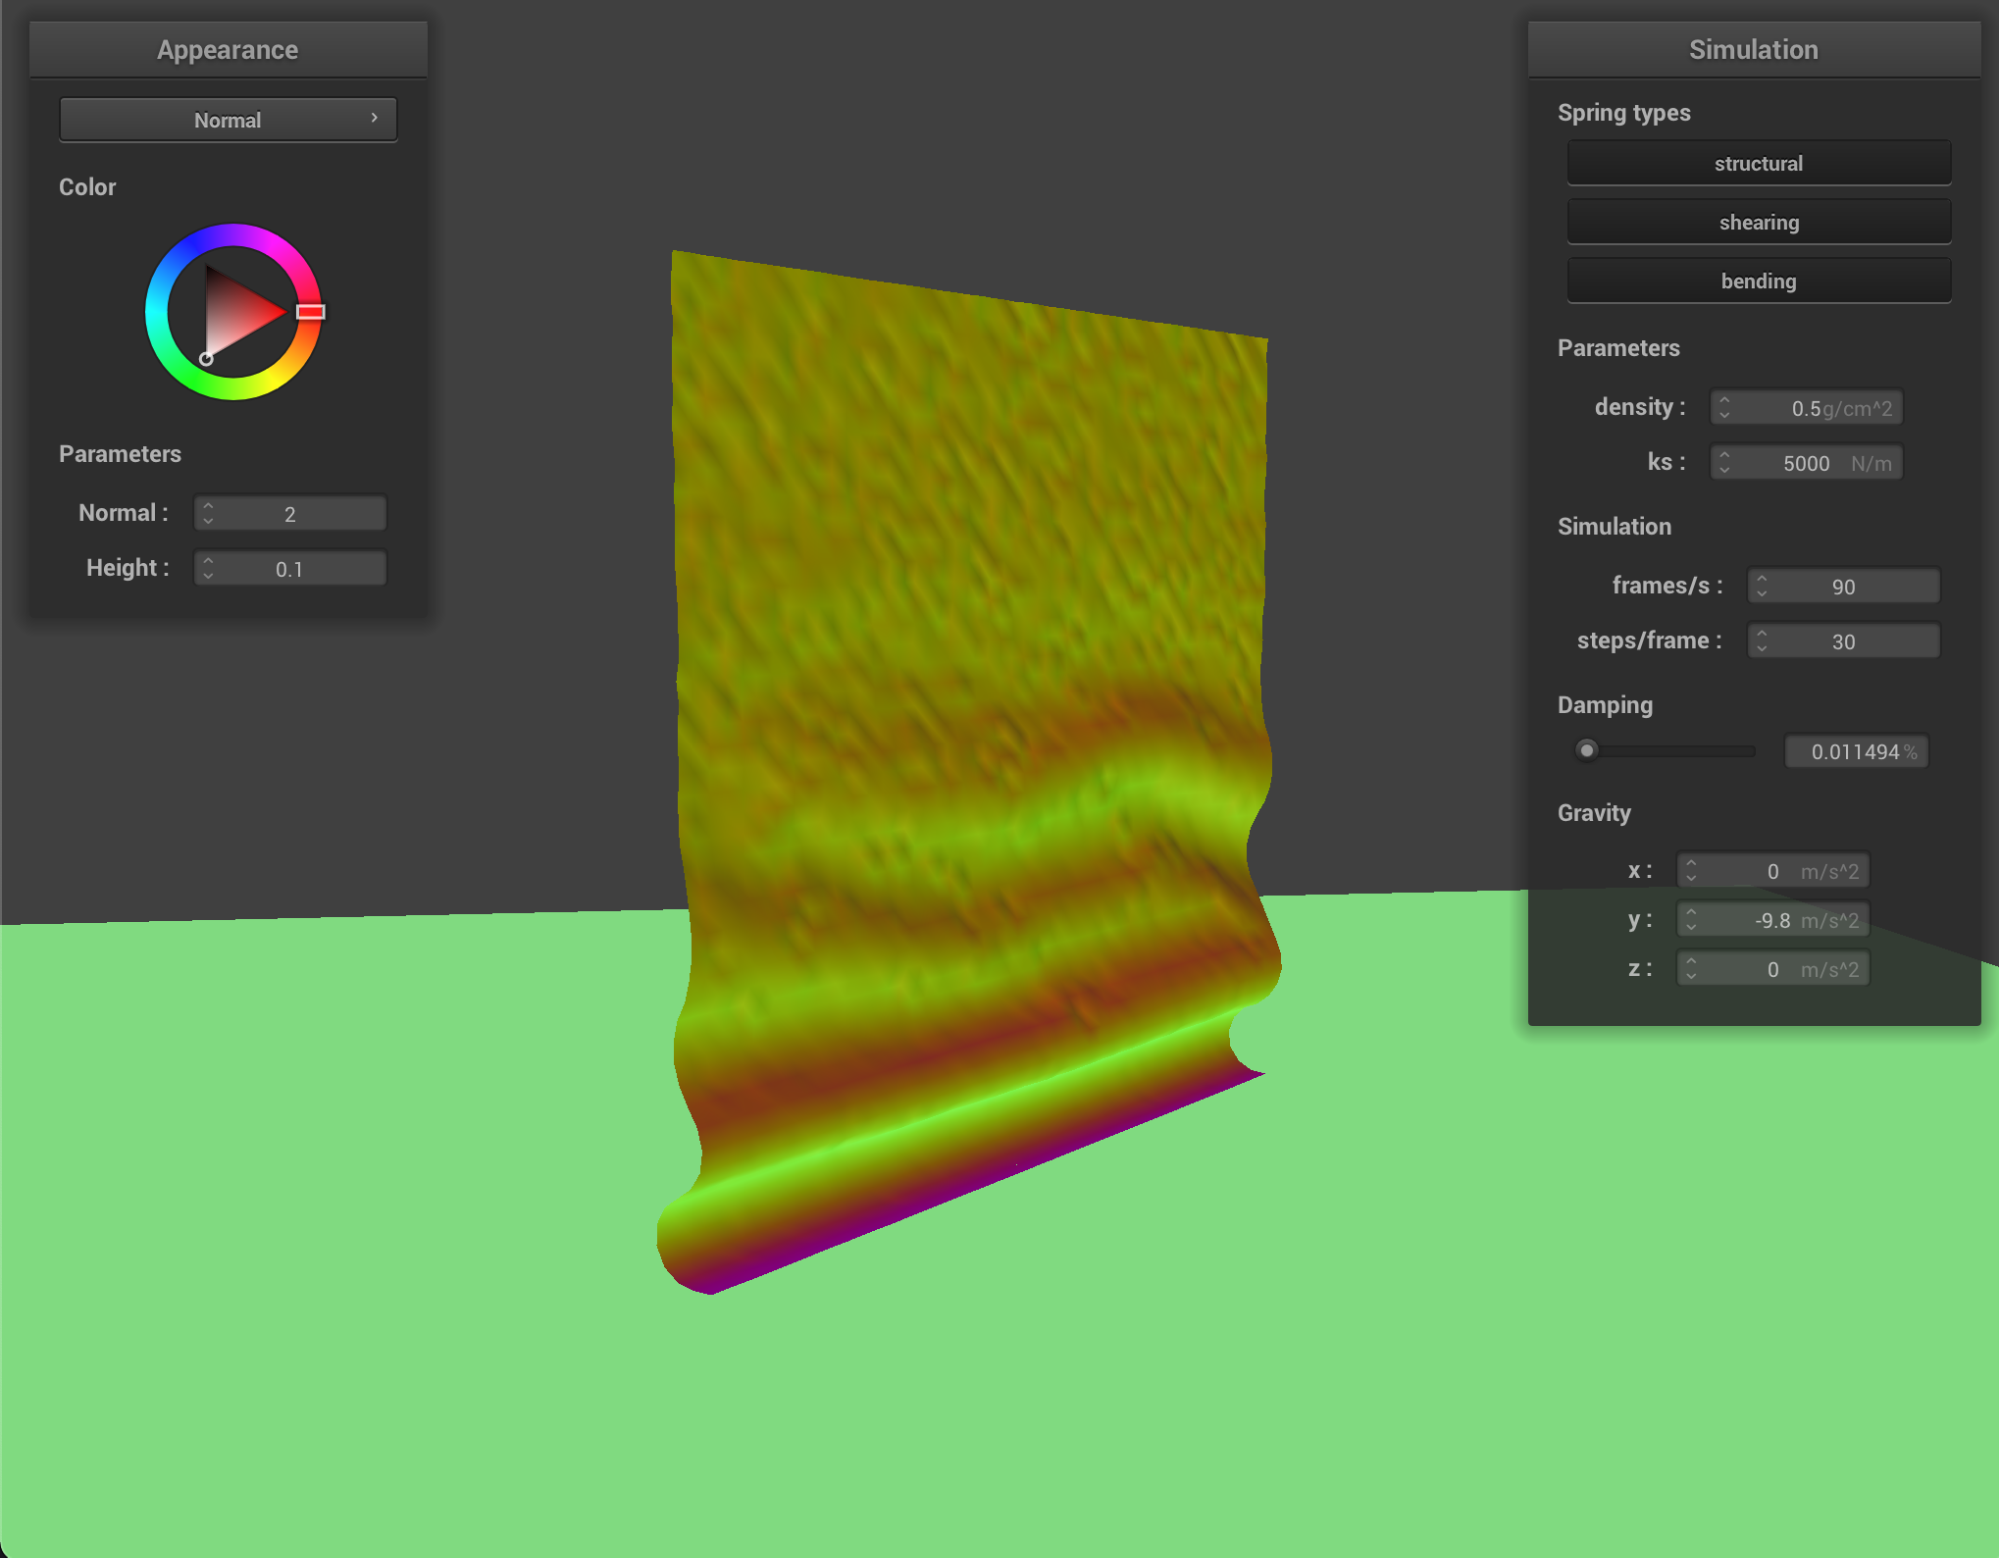 Appearance
Normal
Color
Parameters
Normal : 2
Height : 0.1
Simulation
Spring types
structural
shearing
bending
Parameters
density : 0.5 g/cm^2
ks : 5000 N/m
Simulation
frames/s : 90
steps/frame : 30
Damping
0.011494 %
Gravity
x : 0 m/s^2
y : -9.8 m/s^2
z : 0 m/s^2